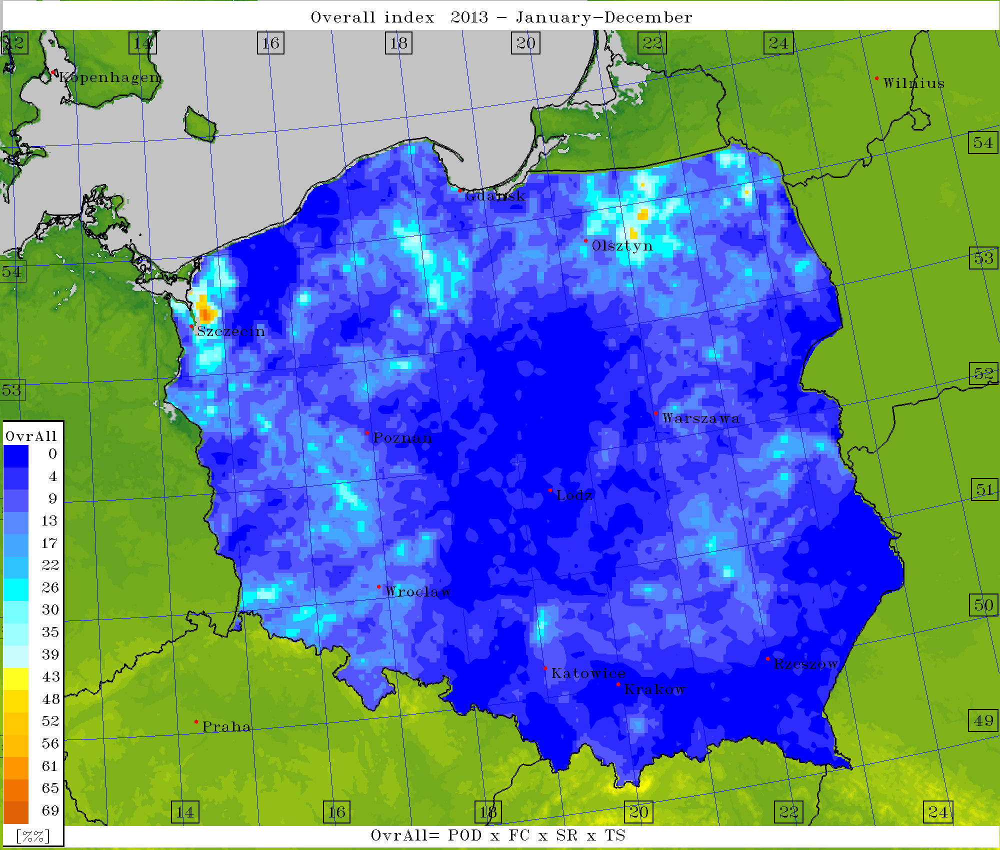 Overall index 2013 - January-December
12 14 16 18 20 22 24
Kopenhagen
Wilnius
54
Gdansk
Olsztyn
53
54
Szczecin
52
53
Warszawa
OvrAll
Poznan
0
4
51
Lodz
9
13
17
22
26
Wroclaw
50
30
35
39
Rzeszow
43
Katowice
Krakow
48
52
49
Praha
56
61
65
69
14 16 18 20 22 24
[%%]
OvrAll= POD x FC x SR x TS